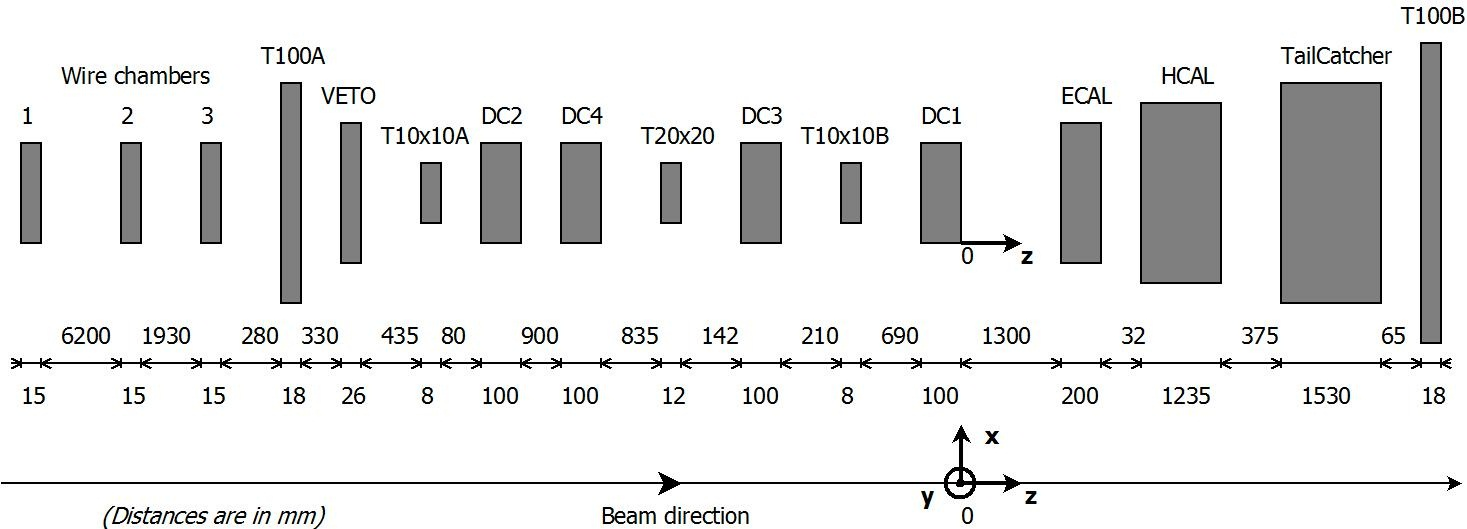 T100B
T100A
TailCatcher
Wire chambers
HCAL
VETO
ECAL
1 2 3
DC2 DC4 DC3 DC1
T10x10A T20x20 T10x10B
0 z
6200 1930 280 330 435 80 900 835 142 210 690 1300 32 375 65
15 15 15 18 26 8 100 100 12 100 8 100 200 1235 1530 18
x
y z
(Distances are in mm) Beam direction 0